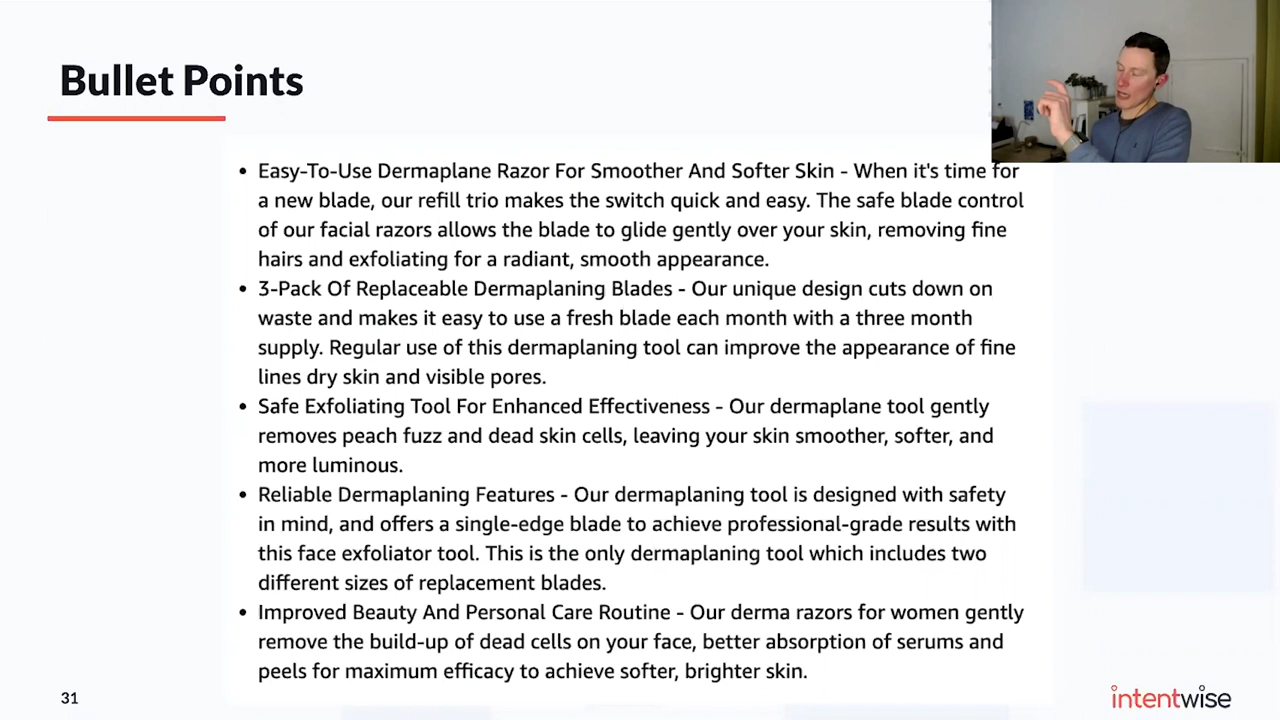 Bullet Points
• Easy-To-Use Dermaplane Razor For Smoother And Softer Skin - When it's time for
a new blade, our refill trio makes the switch quick and easy. The safe blade control
of our facial razors allows the blade to glide gently over your skin, removing fine
hairs and exfoliating for a radiant, smooth appearance.
• 3-Pack Of Replaceable Dermaplaning Blades - Our unique design cuts down on
waste and makes it easy to use a fresh blade each month with a three month
supply. Regular use of this dermaplaning tool can improve the appearance of fine
lines dry skin and visible pores.
• Safe Exfoliating Tool For Enhanced Effectiveness - Our dermaplane tool gently
removes peach fuzz and dead skin cells, leaving your skin smoother, softer, and
more luminous.
• Reliable Dermaplaning Features - Our dermaplaning tool is designed with safety
in mind, and offers a single-edge blade to achieve professional-grade results with
this face exfoliator tool. This is the only dermaplaning tool which includes two
different sizes of replacement blades.
• Improved Beauty And Personal Care Routine - Our derma razors for women gently
remove the build-up of dead cells on your face, better absorption of serums and
peels for maximum efficacy to achieve softer, brighter skin.
31
intentwise